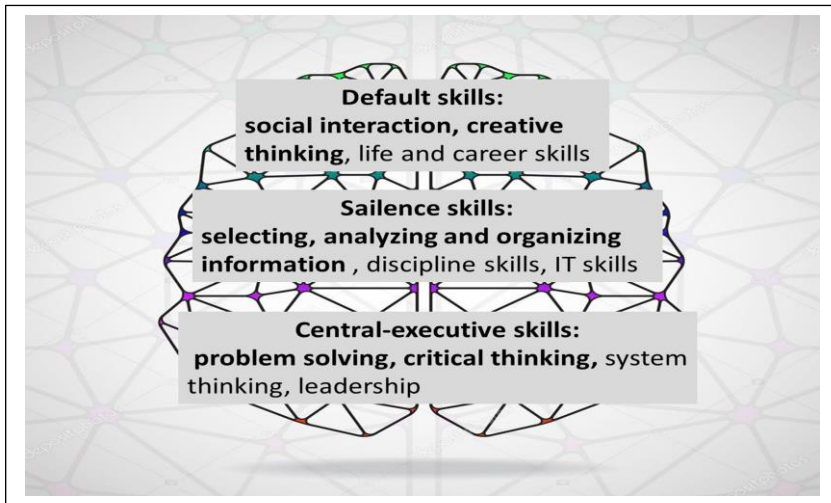 Default skills:
social interaction, creative
thinking, life and career skills
Sailence skills:
selecting, analyzing and organizing
information , discipline skills, IT skills
Central-executive skills:
problem solving, critical thinking, system
thinking, leadership